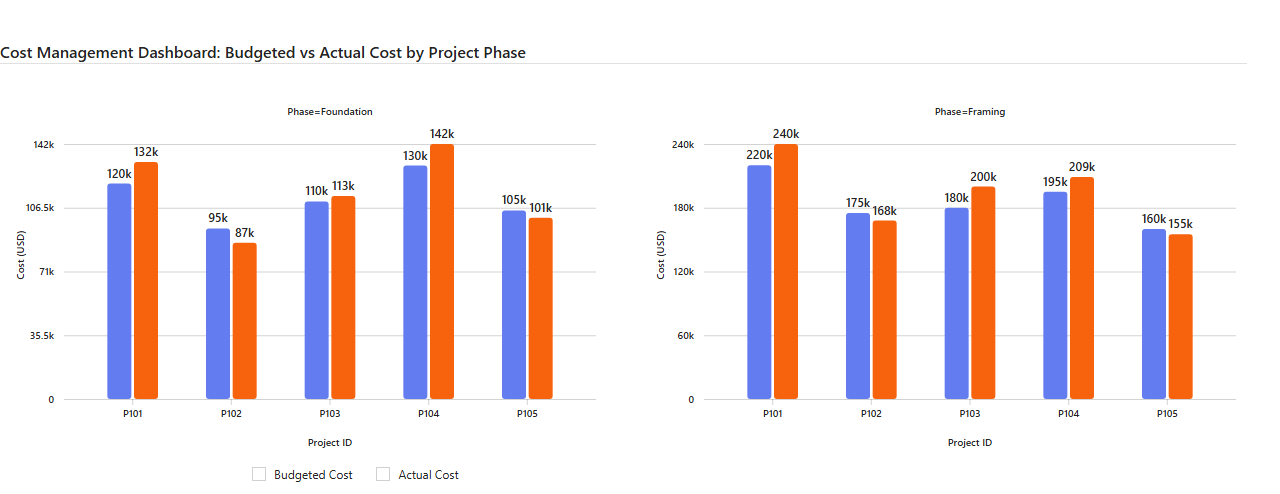 Cost Management Dashboard: Budgeted vs Actual Cost by Project Phase
Phase=Foundation
142k
106.5k
71k
35.5k
0
Cost (USD)
120k
132k
95k
87k
110k
113k
130k
142k
105k
101k
P101
P102
P103
P104
P105
Project ID
Phase=Framing
240k
180k
120k
60k
0
Cost (USD)
220k
240k
175k
168k
180k
200k
195k
209k
160k
155k
P101
P102
P103
P104
P105
Project ID
Budgeted Cost
Actual Cost